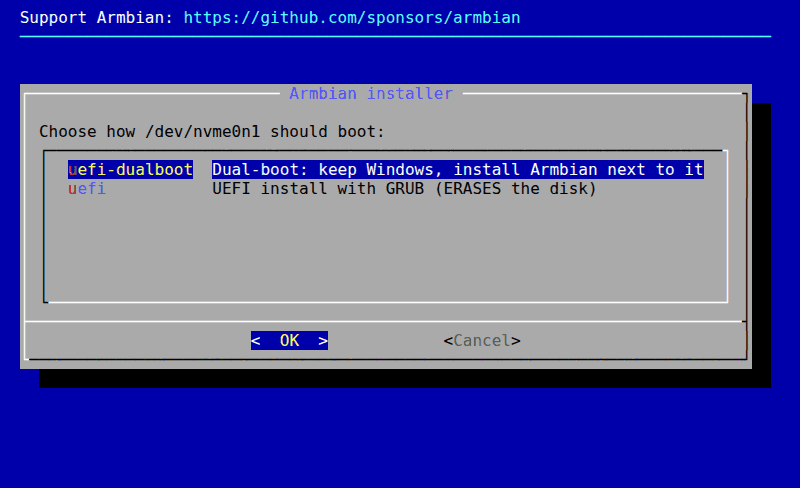 Support Armbian: https://github.com/sponsors/armbian
Armbian installer
Choose how /dev/nvme0n1 should boot:
uefi-dualboot  Dual-boot: keep Windows, install Armbian next to it
uefi  UEFI install with GRUB (ERASES the disk)
<  OK  >  <Cancel>